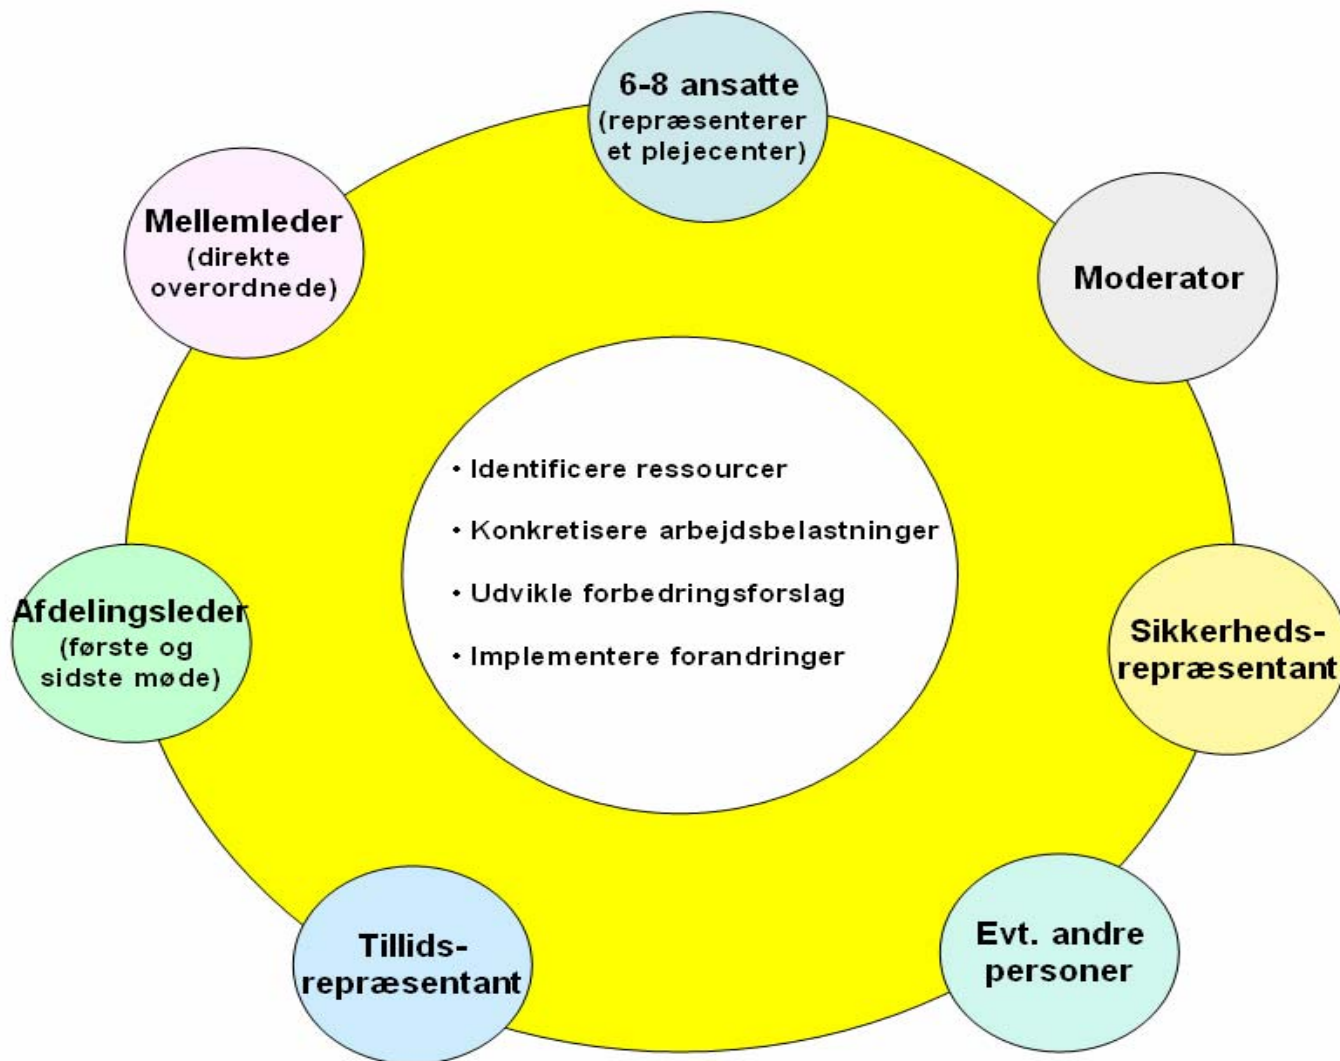 6-8 ansatte
(repræsenterer
et plejecenter)
Mellemleder
(direkte
overordnede)
Moderator
• Identificere ressourcer
• Konkretisere arbejdsbelastninger
• Udvikle forbedringsforslag
• Implementere forandringer
Afdelingsleder
(første og
sidste møde)
Sikkerheds-
repræsentant
Tillids-
repræsentant
Evt. andre
personer